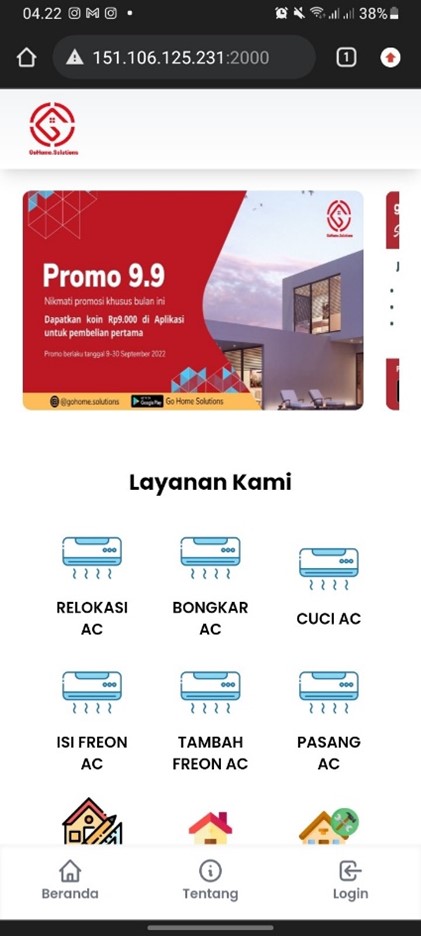 04.22
38%
151.106.125.231:2000
1
GoHome.Solutions
Promo 9.9
Nikmati promosi khusus bulan ini
Dapatkan koin Rp9.000 di Aplikasi
untuk pembelian pertama
Promo berlaku tanggal 9-30 September 2022
@gohome.solutions
Google Play
Go Home Solutions
GoHome.Solutions
Layanan Kami
RELOKASI
AC
BONGKAR
AC
CUCI AC
ISI FREON
AC
TAMBAH
FREON AC
PASANG
AC
Beranda
Tentang
Login